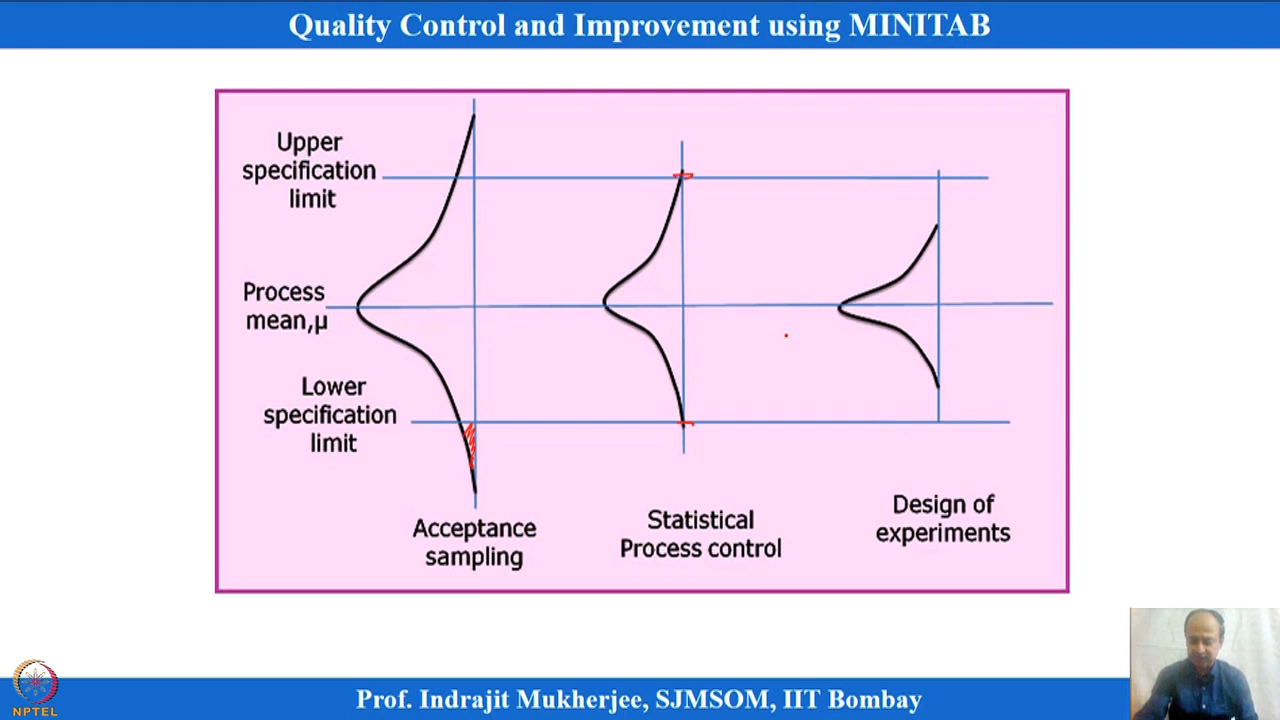 Quality Control and Improvement using MINITAB
Upper
specification
limit
Process
mean,μ
Lower
specification
limit
Acceptance
sampling
Statistical
Process control
Design of
experiments
NPTEL
Prof. Indrajit Mukherjee, SJMSOM, IIT Bombay